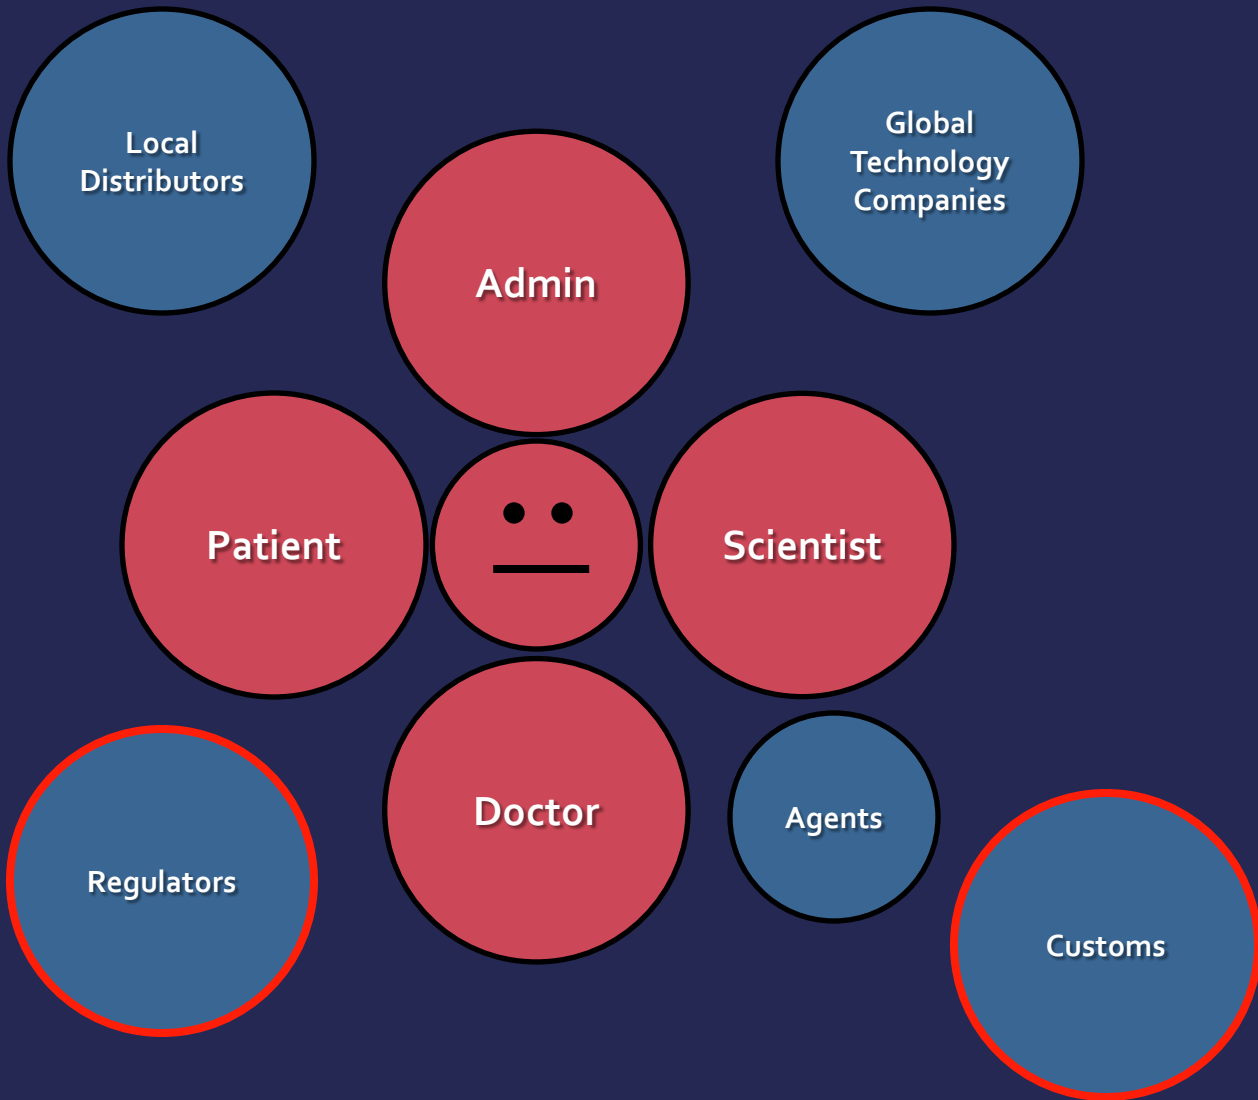 Local
Distributors
Global
Technology
Companies
Admin
Patient
Scientist
Doctor
Agents
Regulators
Customs